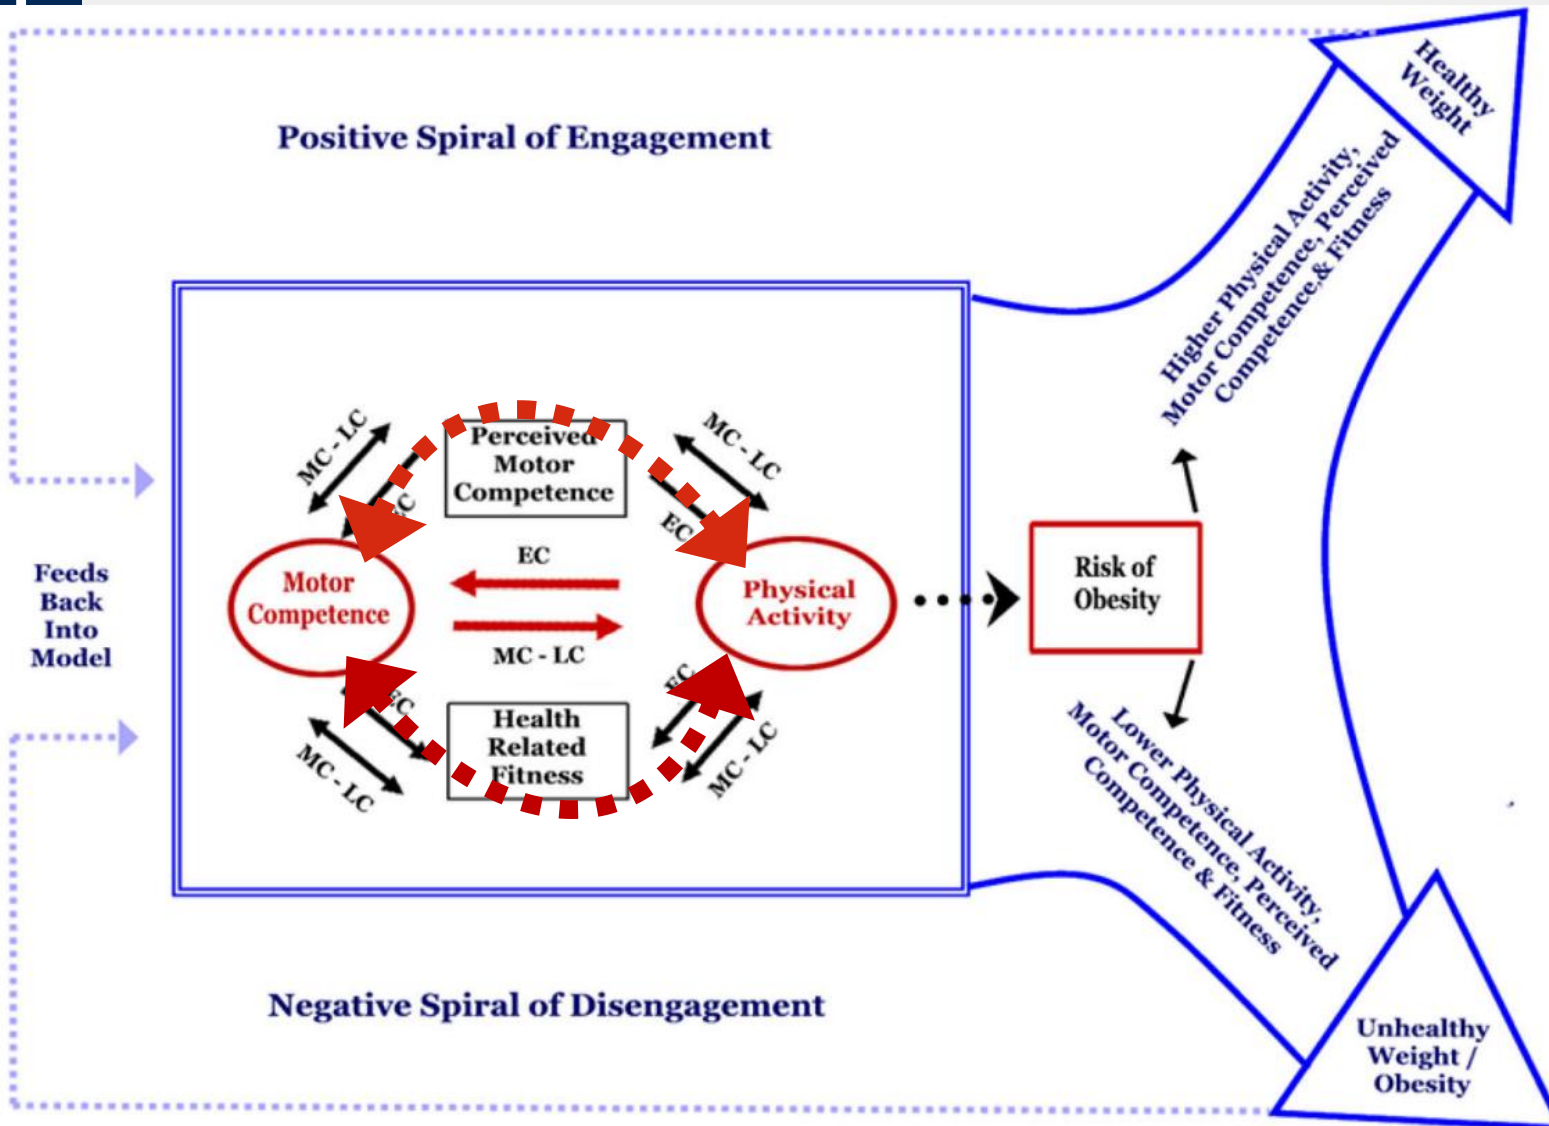 Positive Spiral of Engagement
Healthy
Weight
Higher Physical Activity,
Motor Competence, Perceived
Competence,& Fitness
MC - LC
Perceived
Motor
Competence
MC - LC
EC
EC
Motor
Competence
EC
MC - LC
Physical
Activity
Risk of
Obesity
Feeds
Back
Into
Model
EC
MC - LC
Health
Related
Fitness
EC
MC - LC
Lower Physical Activity,
Motor Competence, Perceived
Competence & Fitness
Negative Spiral of Disengagement
Unhealthy
Weight /
Obesity